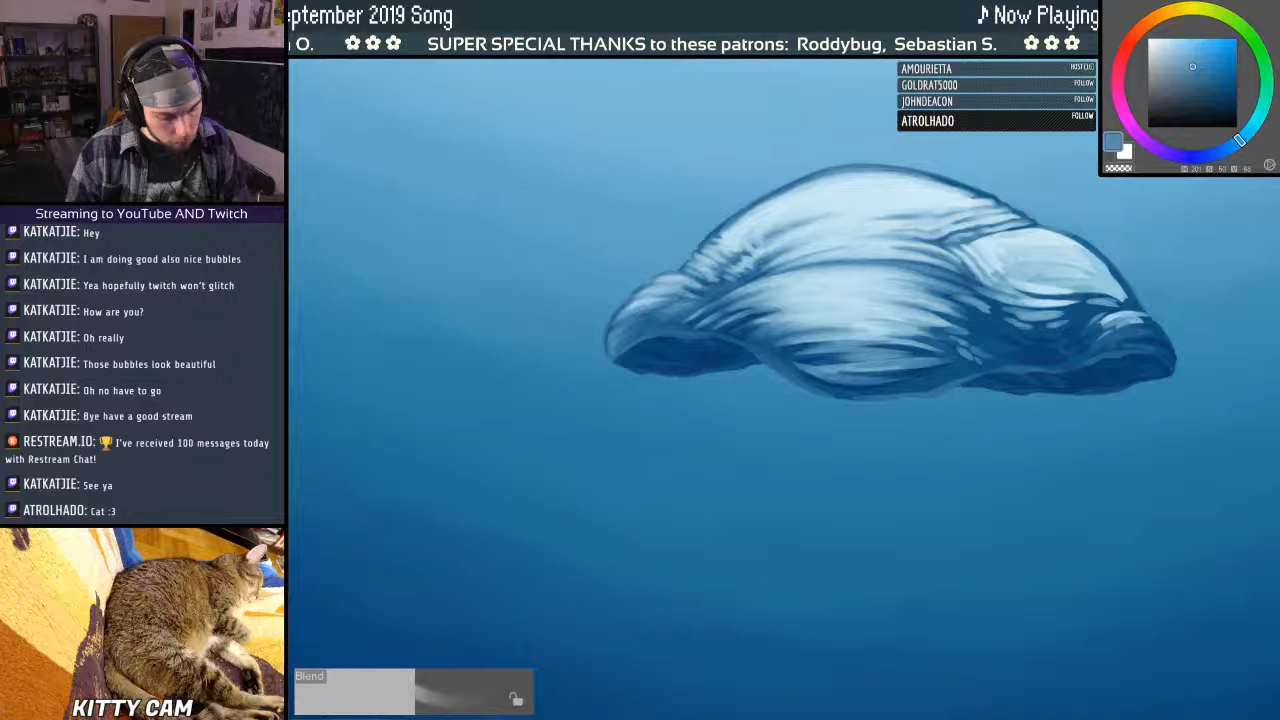 eptember 2019 Song
♪ Now Playing
O. ✿ ✿ ✿ SUPER SPECIAL THANKS to these patrons: Roddybug, Sebastian S. ✿ ✿ ✿
AMOURIETTA HOST(16)
GOLDRAT5000 FOLLOW
JOHNDEACON FOLLOW
ATROLHADO FOLLOW
Streaming to YouTube AND Twitch
KATKATJIE: Hey
KATKATJIE: I am doing good also nice bubbles
KATKATJIE: Yea hopefully twitch won't glitch
KATKATJIE: How are you?
KATKATJIE: Oh really
KATKATJIE: Those bubbles look beautiful
KATKATJIE: Oh no have to go
KATKATJIE: Bye have a good stream
RESTREAM.IO: 🏆 I've received 100 messages today
with Restream Chat!
KATKATJIE: See ya
ATROLHADO: Cat :3
KITTY CAM
Blend